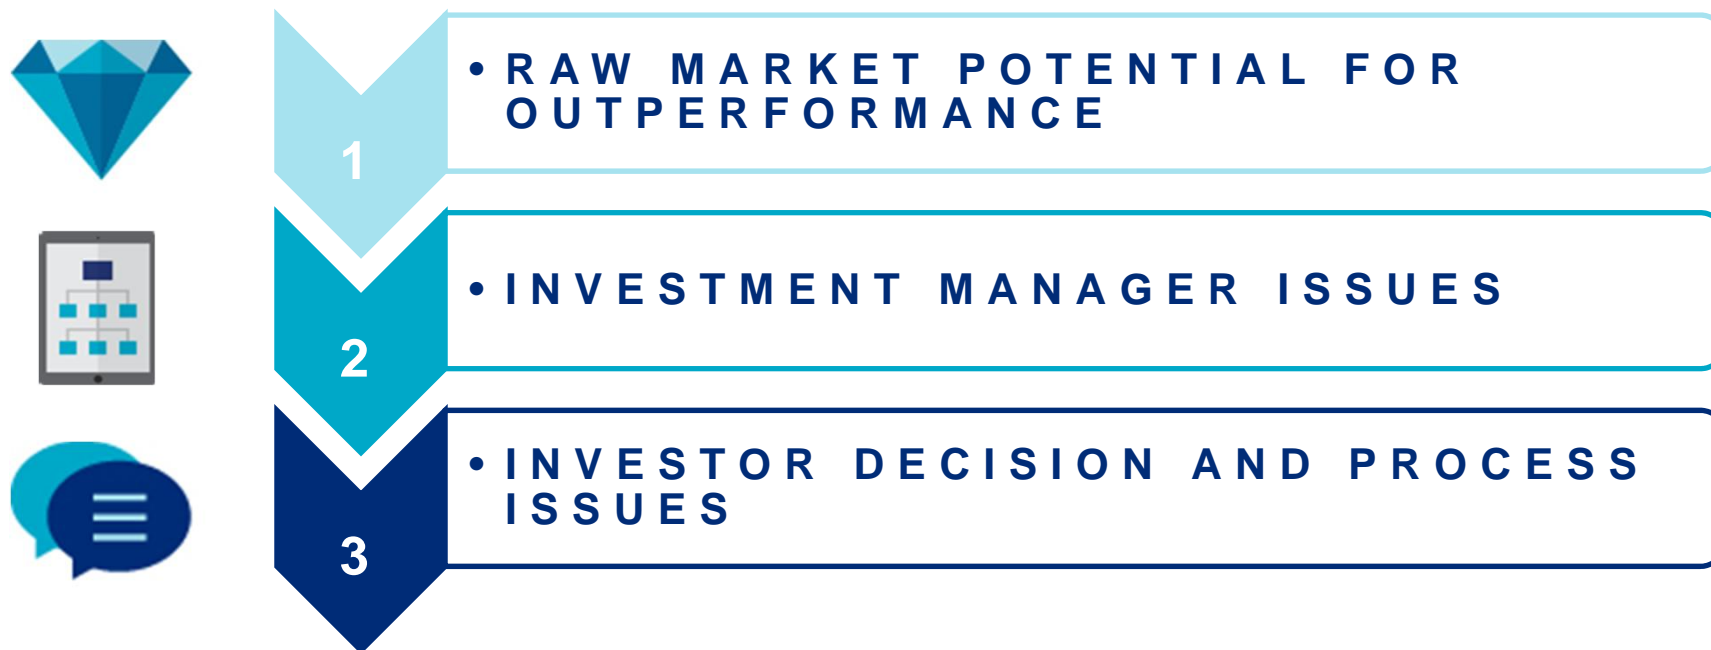 1
• RAW MARKET POTENTIAL FOR
OUTPERFORMANCE
2
• INVESTMENT MANAGER ISSUES
3
• INVESTOR DECISION AND PROCESS
ISSUES